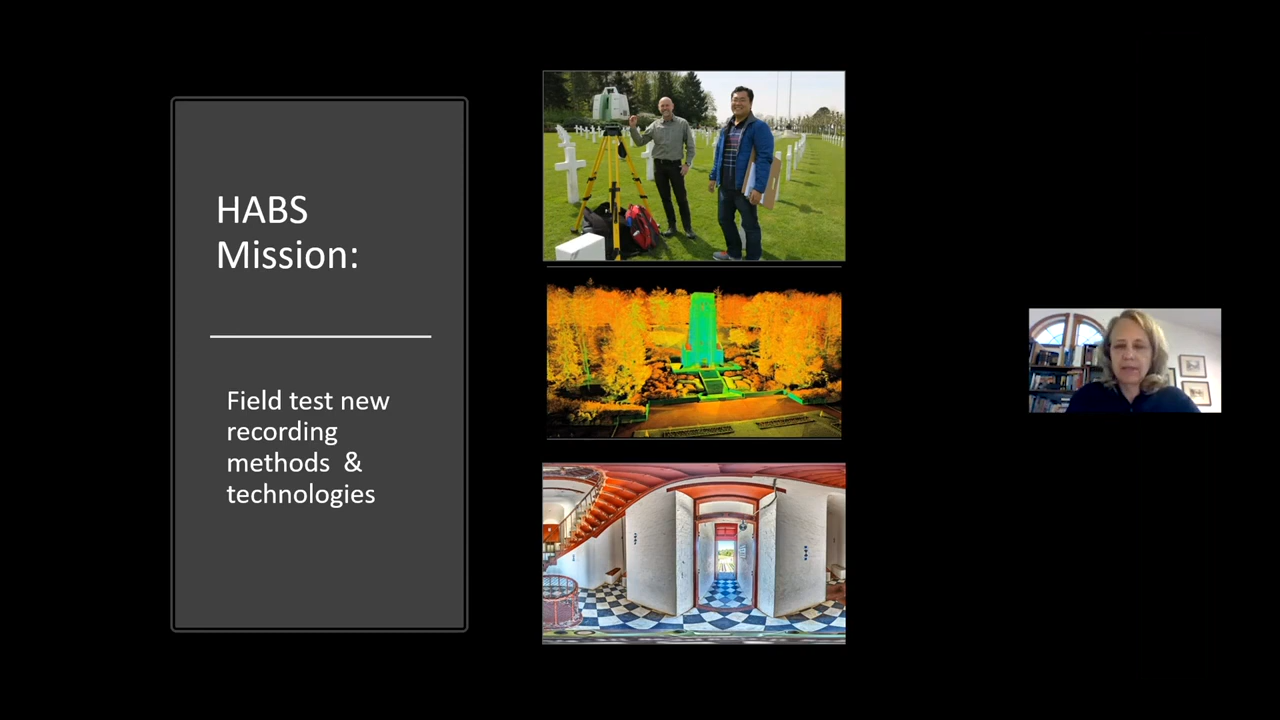 HABS
Mission:
Field test new
recording
methods &
technologies